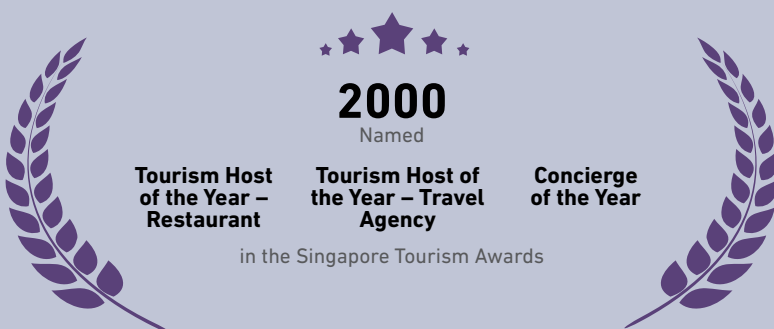 2000
Named
Tourism Host
of the Year –
Restaurant
Tourism Host of
the Year – Travel
Agency
Concierge
of the Year
in the Singapore Tourism Awards